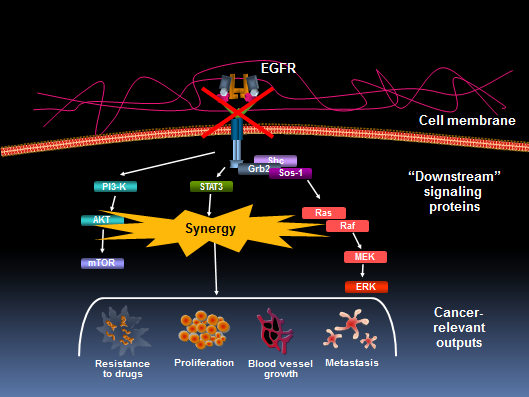 EGFR
Cell membrane
Shc
Grb2
Sos-1
PI3-K
STAT3
"Downstream"
signaling
proteins
AKT
Synergy
Ras
Raf
mTOR
MEK
ERK
Cancer-
relevant
outputs
Resistance
to drugs
Proliferation
Blood vessel
growth
Metastasis